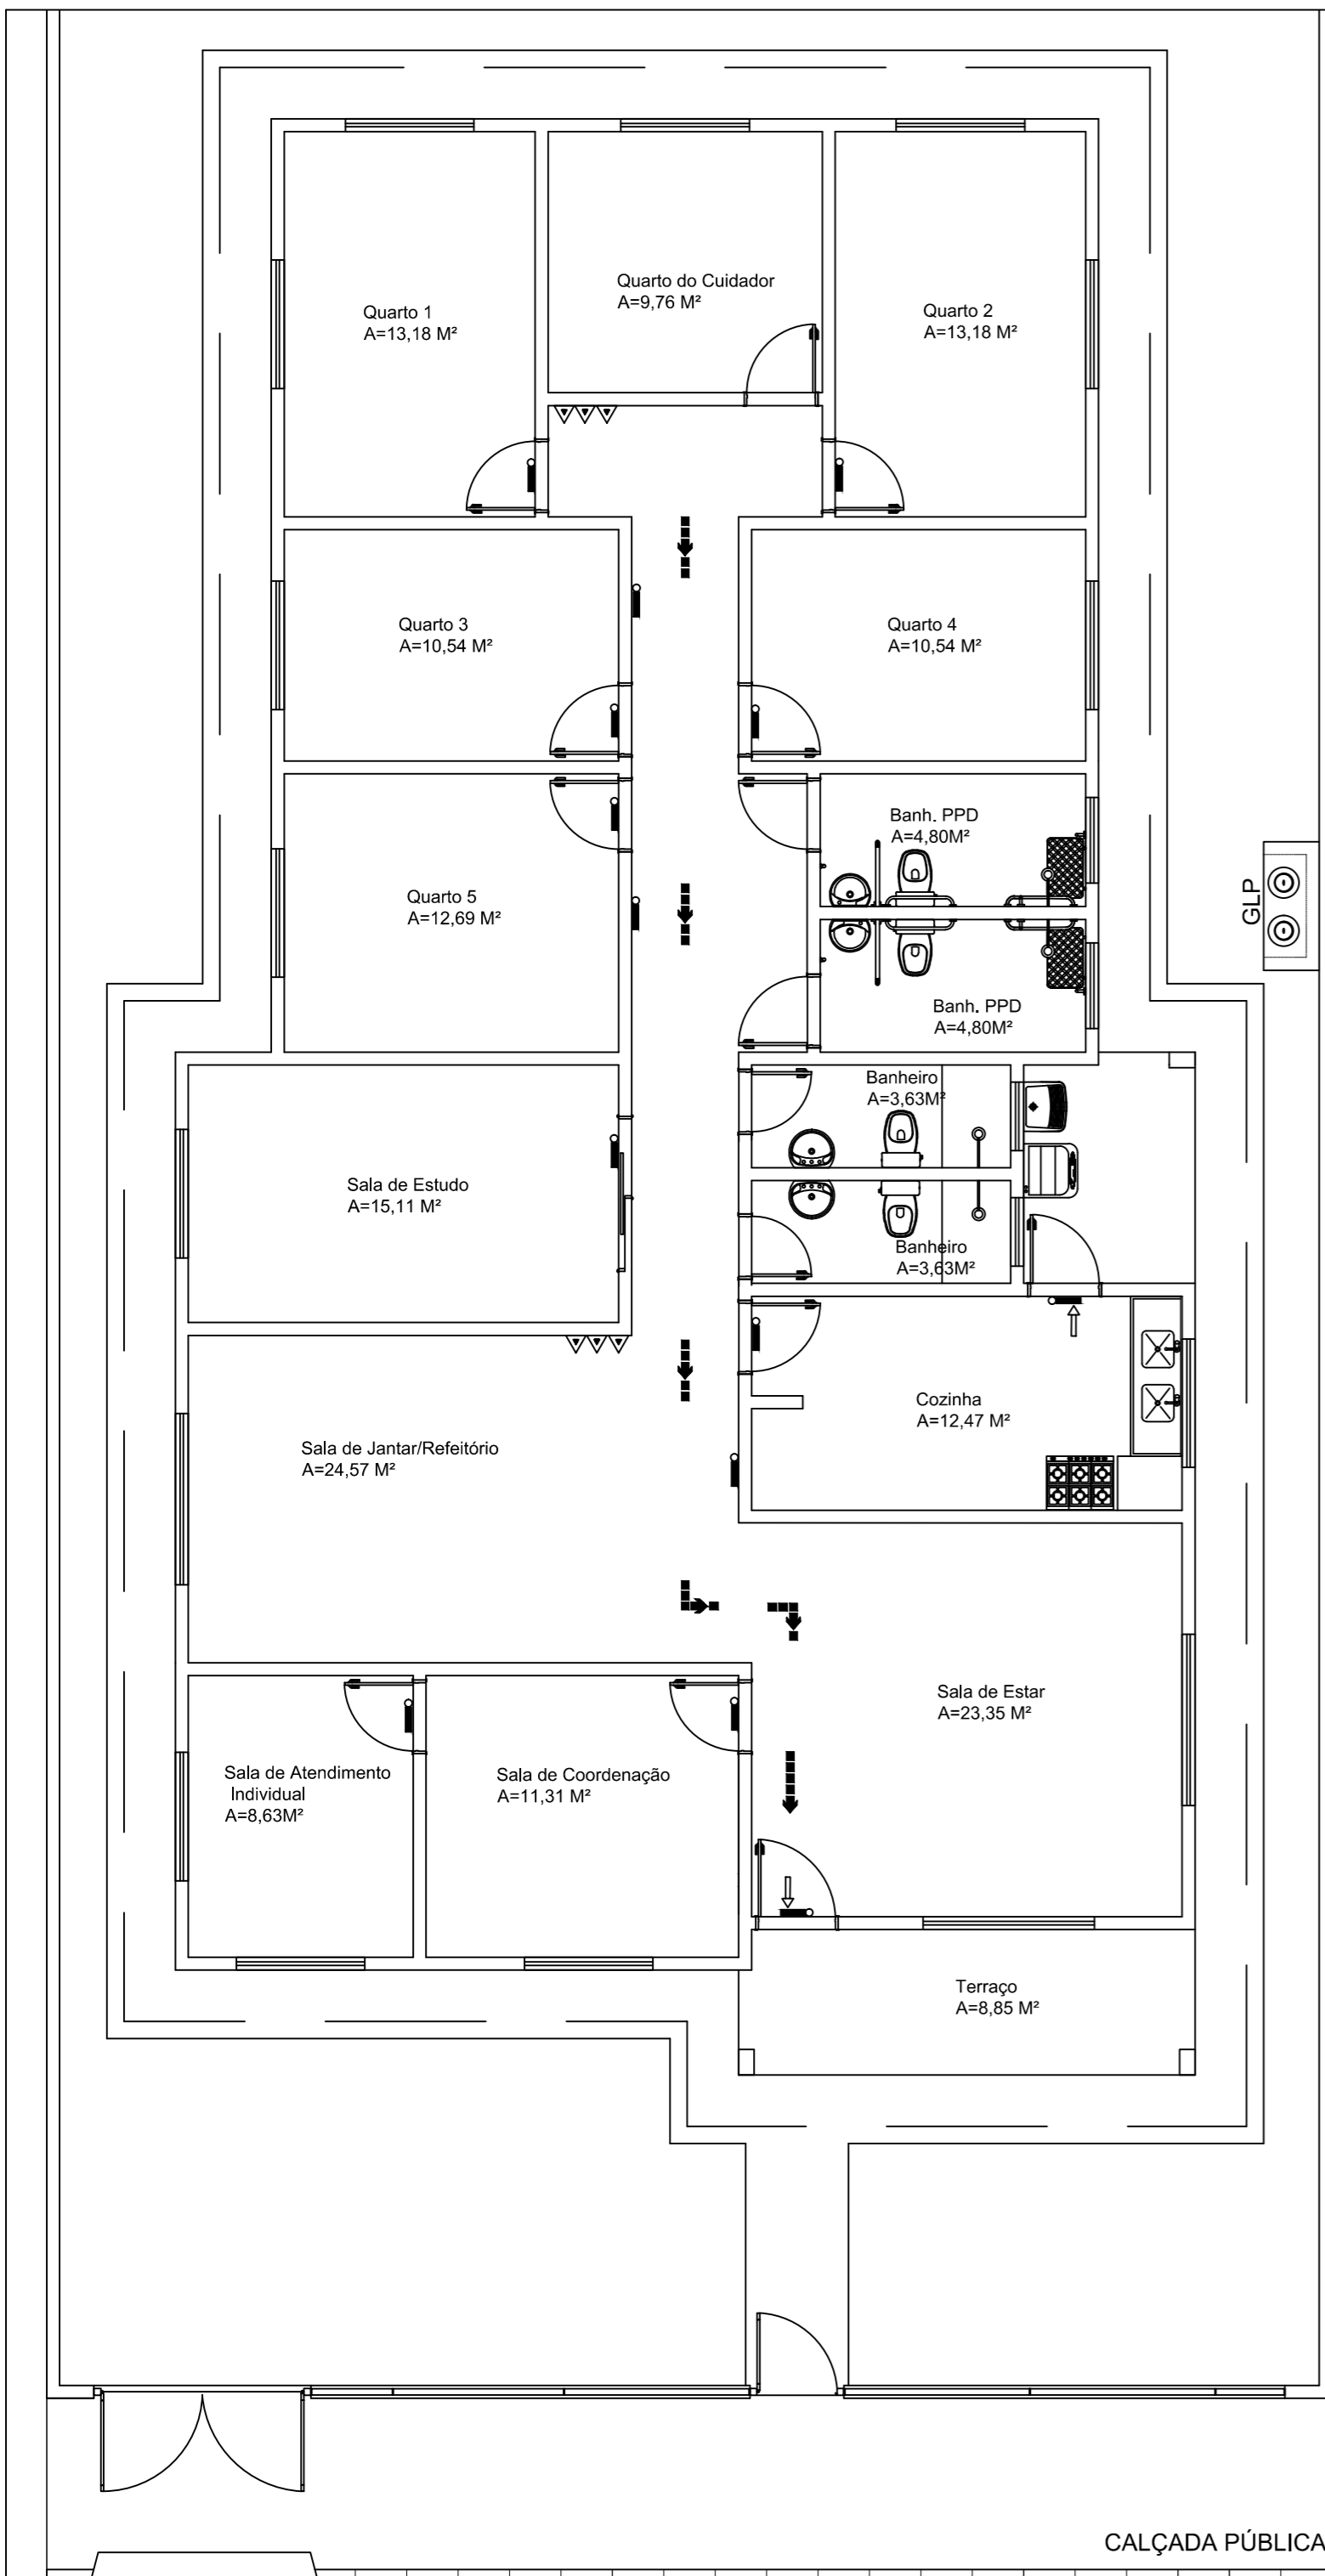 Quarto 1
A=13,18 M²
Quarto do Cuidador
A=9,76 M²
Quarto 2
A=13,18 M²
Quarto 3
A=10,54 M²
Quarto 4
A=10,54 M²
Banh. PPD
A=4,80M²
Quarto 5
A=12,69 M²
GLP
Banh. PPD
A=4,80M²
Banheiro
A=3,63M²
Sala de Estudo
A=15,11 M²
Banheiro
A=3,63M²
Cozinha
A=12,47 M²
Sala de Jantar/Refeitório
A=24,57 M²
Sala de Estar
A=23,35 M²
Sala de Atendimento
Individual
A=8,63M²
Sala de Coordenação
A=11,31 M²
Terraço
A=8,85 M²
CALÇADA PÚBLICA